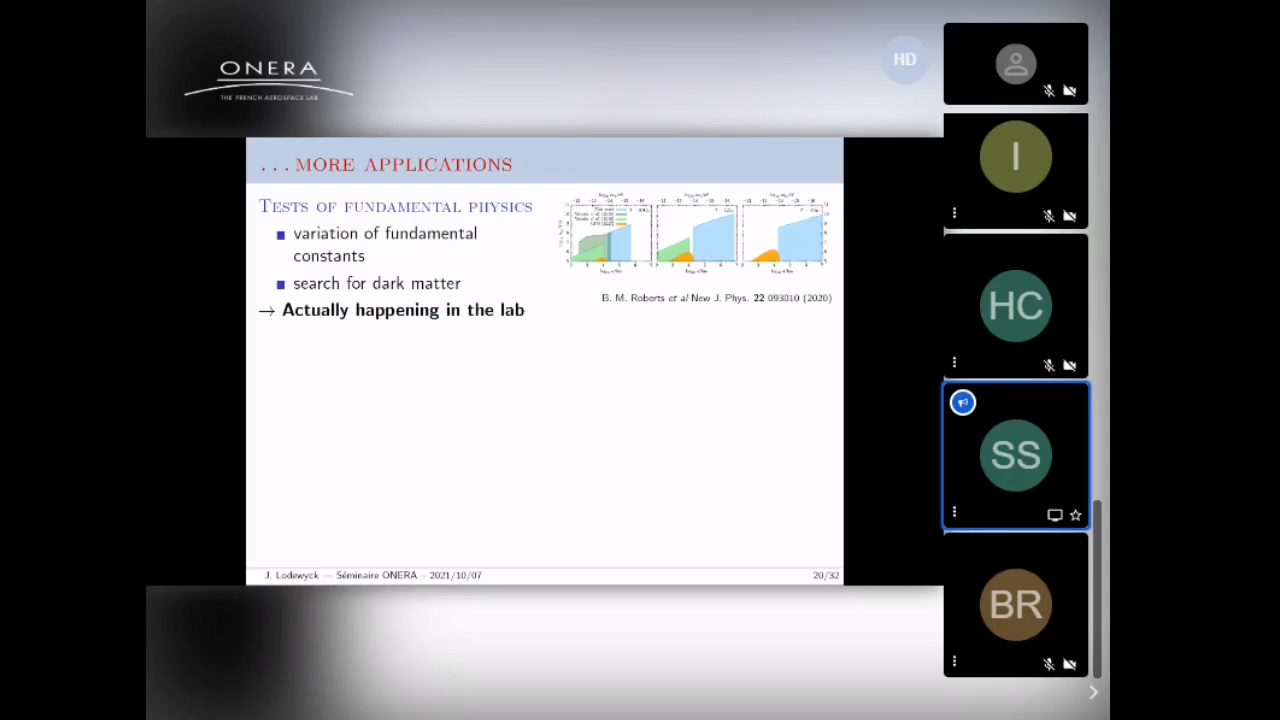 ONERA
THE FRENCH AEROSPACE LAB
HD
...MORE APPLICATIONS
TESTS OF FUNDAMENTAL PHYSICS
variation of fundamental
constants
search for dark matter
→ Actually happening in the lab
B. M. Roberts et al New J. Phys. 22 093010 (2020)
J. Lodewyck — Séminaire ONERA - 2021/10/07
20/32
I
HC
SS
BR